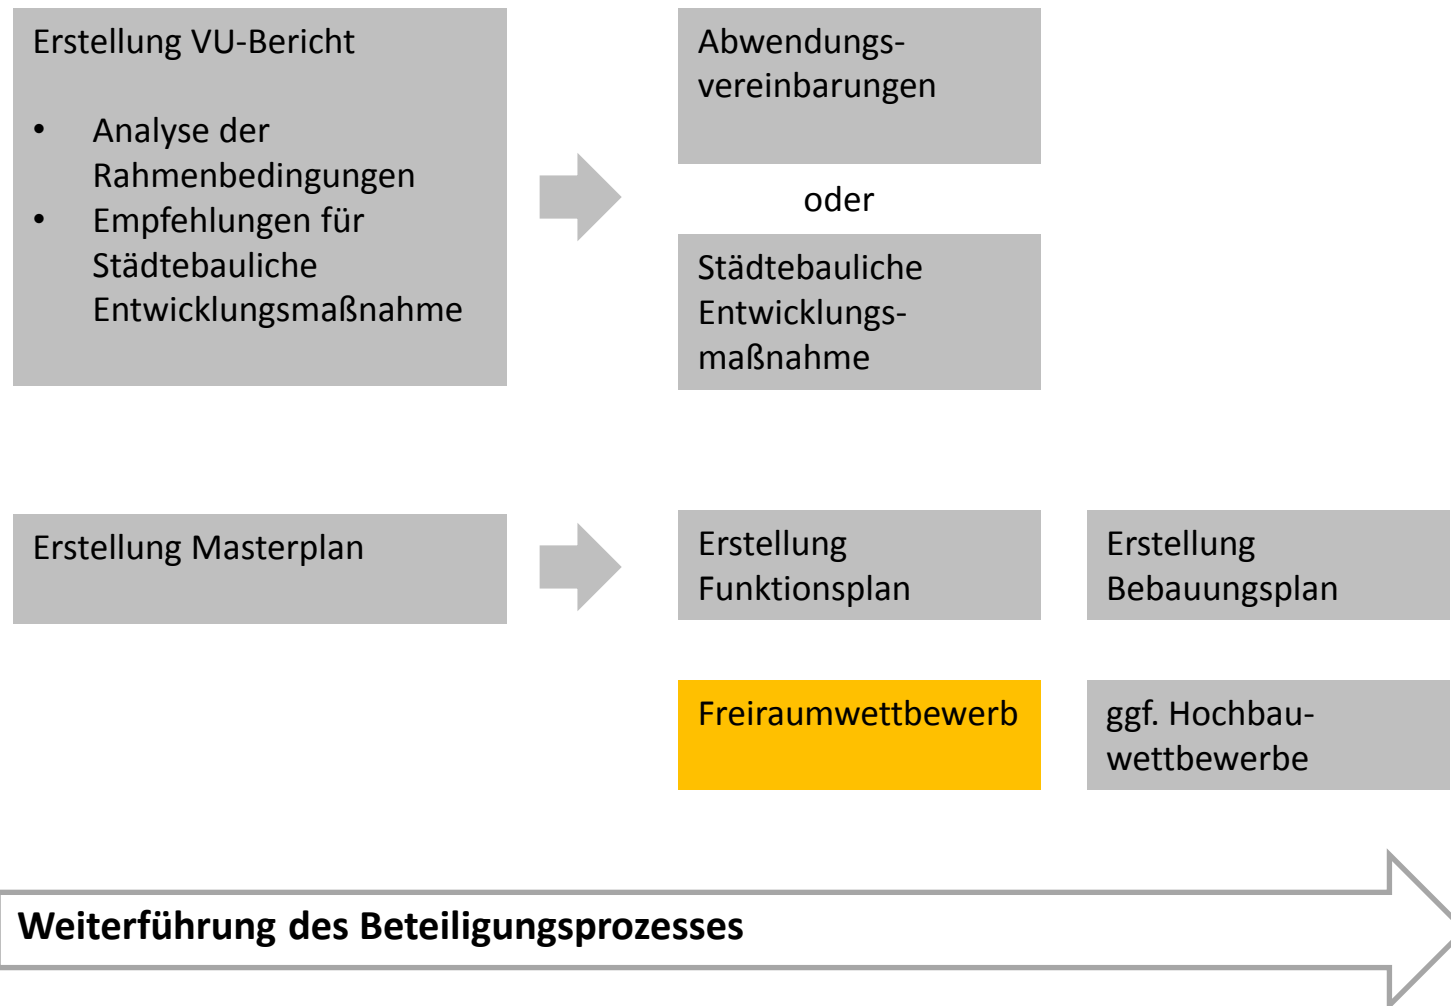 Erstellung VU-Bericht
• Analyse der
Rahmenbedingungen
• Empfehlungen für
Städtebauliche
Entwicklungsmaßnahme
Abwendungs-
vereinbarungen
oder
Städtebauliche
Entwicklungs-
maßnahme
Erstellung Masterplan
Erstellung
Funktionsplan
Erstellung
Bebauungsplan
Freiraumwettbewerb
ggf. Hochbau-
wettbewerbe
Weiterführung des Beteiligungsprozesses